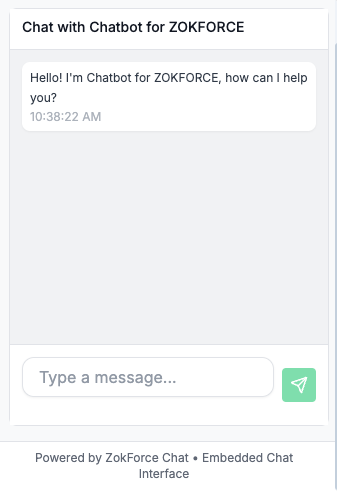 Chat with Chatbot for ZOKFORCE
Hello! I'm Chatbot for ZOKFORCE, how can I help
you?
10:38:22 AM
Type a message...
Powered by ZokForce Chat • Embedded Chat
Interface